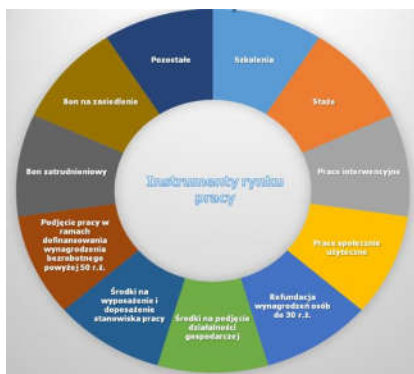 Pozostałe
Szkolenia
Staże
Prace interwencyjne
Prace społecznie
użyteczne
Refundacja
wynagrodzeń osób
do 30 r.ż.
Środki na podjęcie
działalności
gospodarczej
Środki na
wyposażenie i
doposażenie
stanowiska pracy
Podjęcie pracy w
ramach
dofinansowania
wynagrodzenia
bezrobotnego
powyżej 50 r.ż.
Bon zatrudnieniowy
Bon na zasiedlenie
Instrumenty rynku
pracy